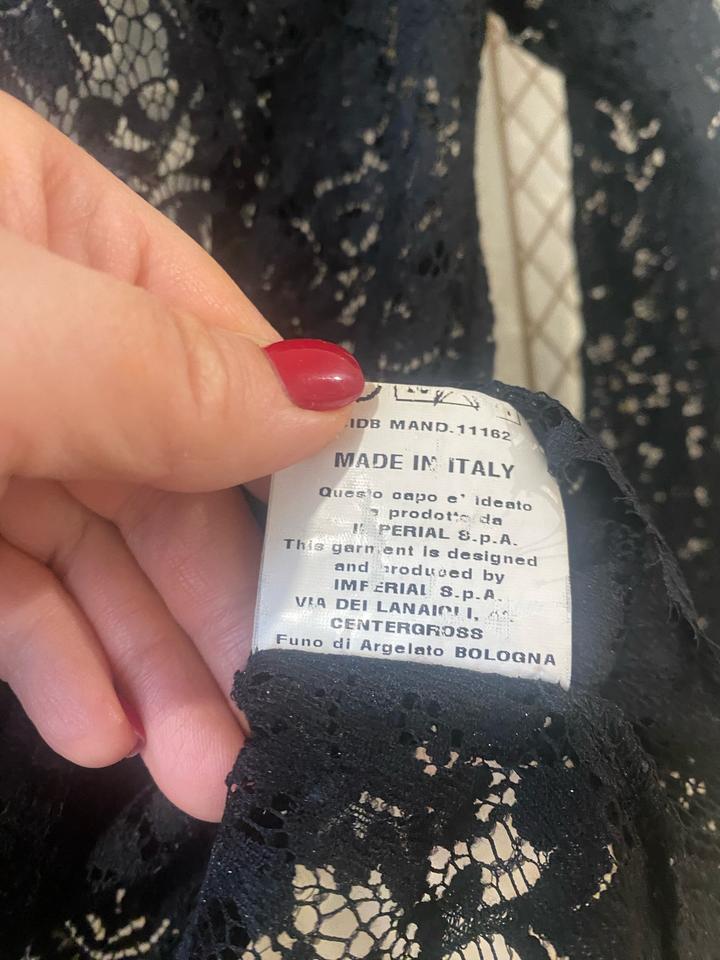 MAND.11162
MADE IN ITALY
Questo capo e' ideato
e prodotto da
IMPERIAL S.p.A.
This garment is designed
and produced by
IMPERIAL S.p.A.
VIA DEI LANAIOLI,
CENTERGROSS
Funo di Argelato BOLOGNA